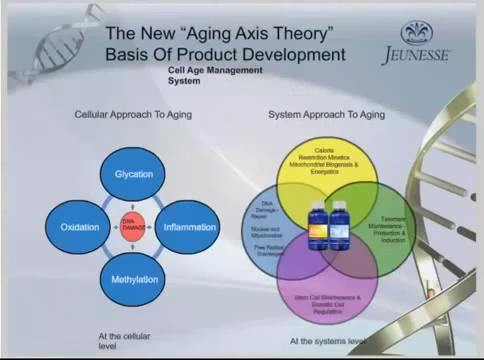 The New “Aging Axis Theory”
Basis Of Product Development
Cell Age Management
System
JEUNESSE
Cellular Approach To Aging
System Approach To Aging
Glycation
Oxidation
DNA
DAMAGE
Inflammation
Methylation
At the cellular
level
Calorie
Restriction Mimetics
Mitochondrial Biogenesis &
Energetics
DNA
Damage -
Repair
Nuclear and
Mitochondrial
Free Radical
Telomere
Maintenance -
Protection &
Induction
Stem Cell Maintenance &
Cell
Regulation
At the systems level